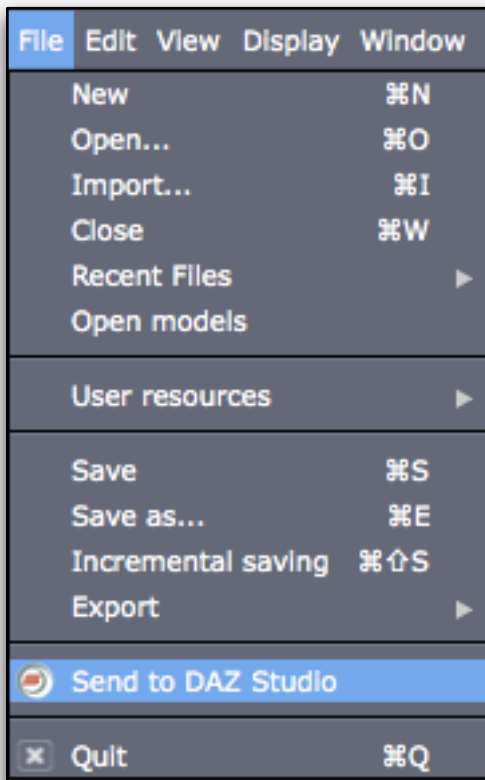 File Edit View Display Window
New ⌘N
Open... ⌘O
Import... ⌘I
Close ⌘W
Recent Files ▶
Open models
User resources ▶
Save ⌘S
Save as... ⌘E
Incremental saving ⌘⇧S
Export ▶
Send to DAZ Studio
Quit ⌘Q